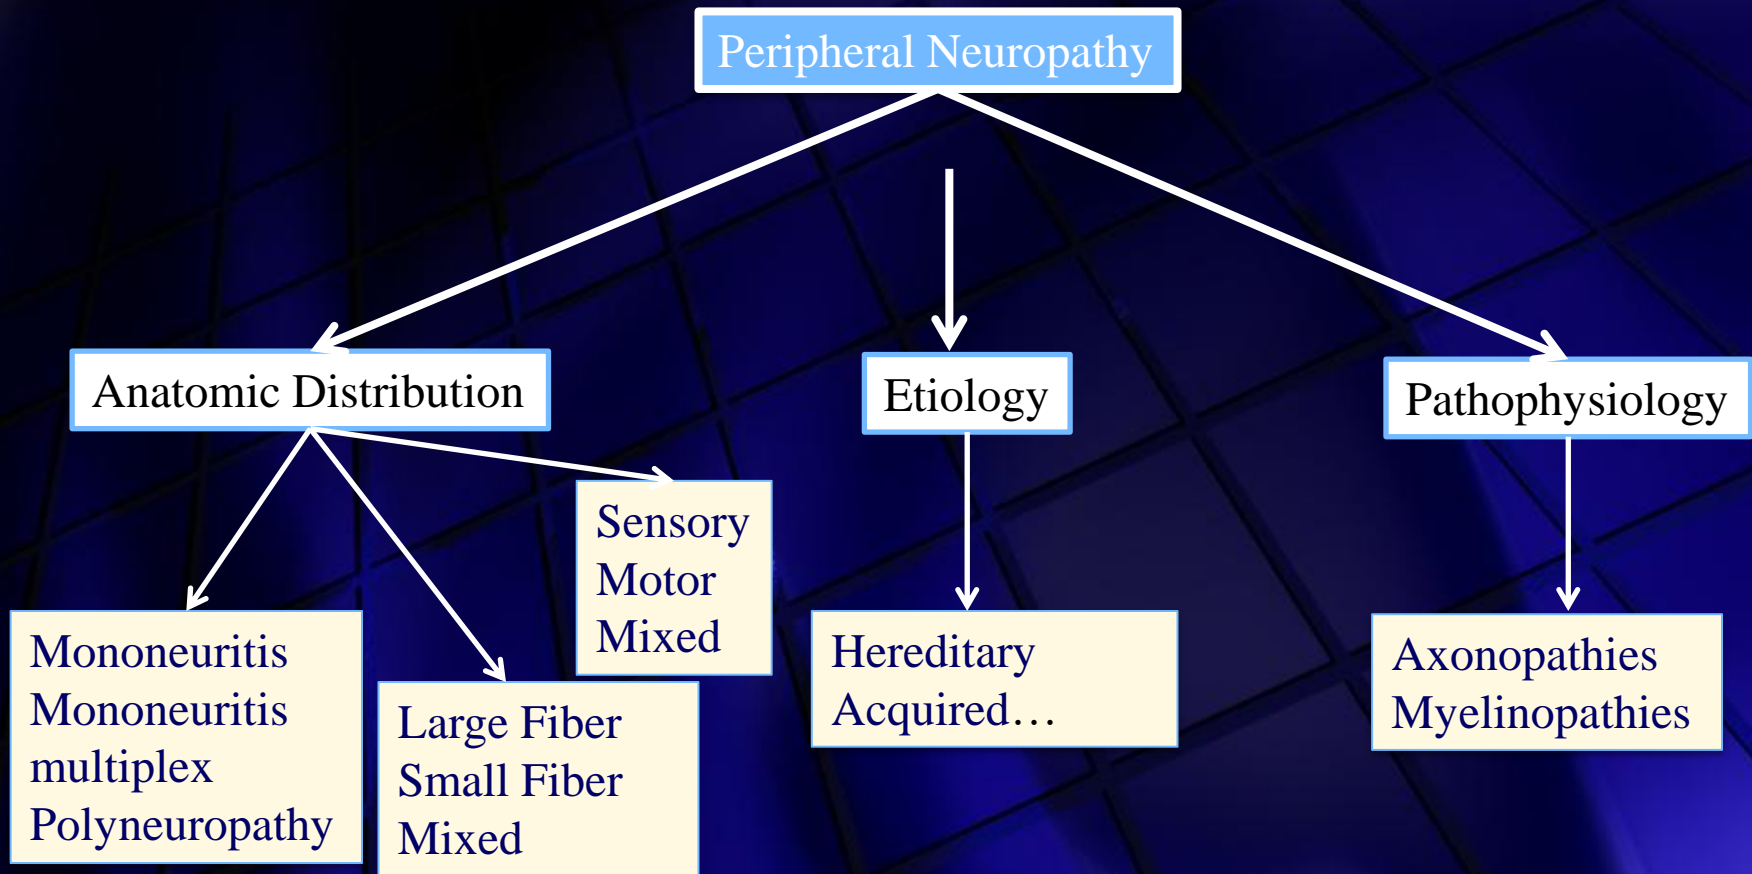 Peripheral Neuropathy
Anatomic Distribution
Etiology
Pathophysiology
Sensory
Motor
Mixed
Mononeuritis
Mononeuritis
multiplex
Polyneuropathy
Large Fiber
Small Fiber
Mixed
Hereditary
Acquired…
Axonopathies
Myelinopathies